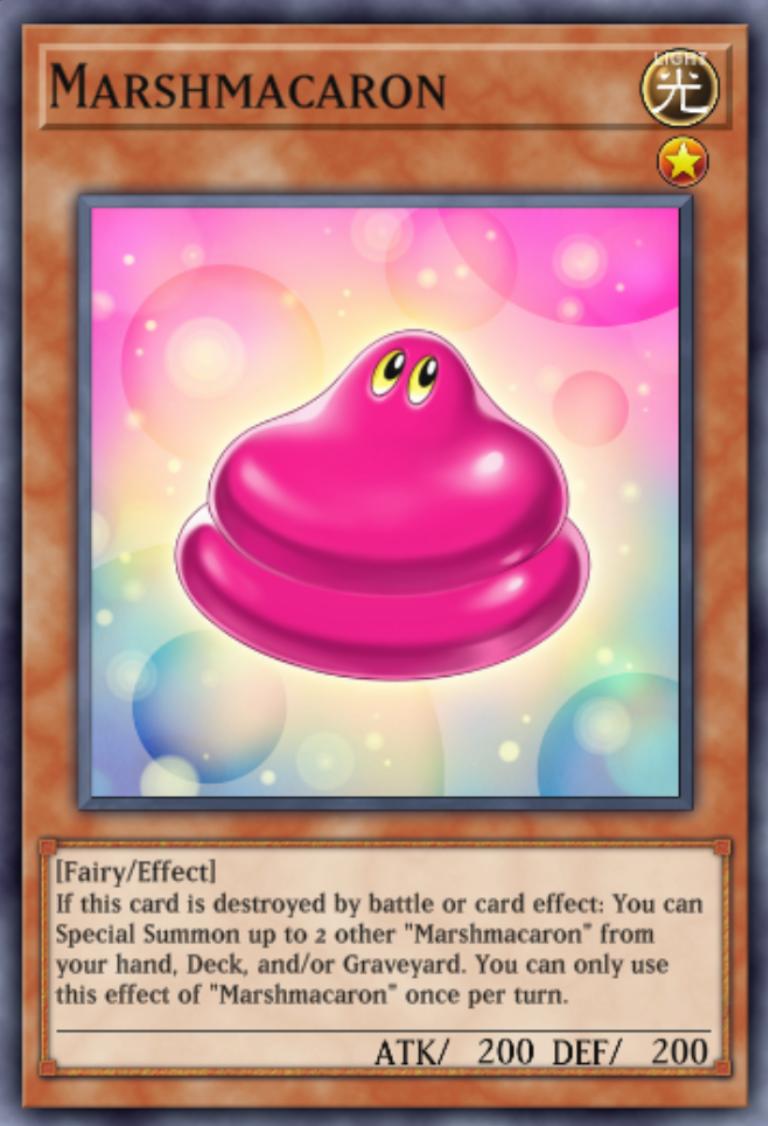 MARSHMACARON
LIGHT
光
[Fairy/Effect]
If this card is destroyed by battle or card effect: You can
Special Summon up to 2 other "Marshmacaron" from
your hand, Deck, and/or Graveyard. You can only use
this effect of "Marshmacaron" once per turn.
ATK/ 200 DEF/ 200